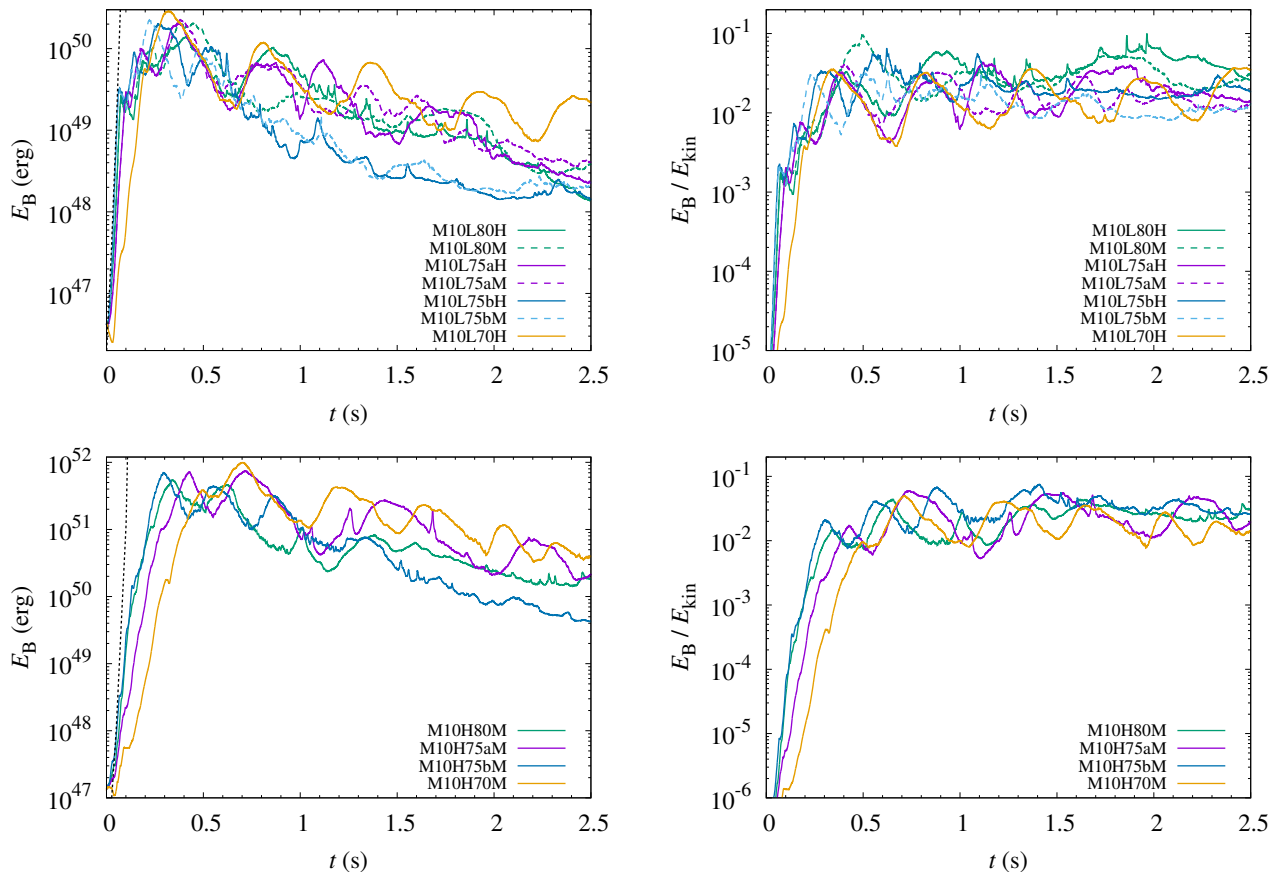 E_B (erg)
10^50
10^49
10^48
10^47
M10L80H
M10L80M
M10L75aH
M10L75aM
M10L75bH
M10L75bM
M10L70H
0 0.5 1 1.5 2 2.5
t (s)
E_B / E_kin
10^-1
10^-2
10^-3
10^-4
10^-5
M10L80H
M10L80M
M10L75aH
M10L75aM
M10L75bH
M10L75bM
M10L70H
0 0.5 1 1.5 2 2.5
t (s)
E_B (erg)
10^52
10^51
10^50
10^49
10^48
10^47
M10H80M
M10H75aM
M10H75bM
M10H70M
0 0.5 1 1.5 2 2.5
t (s)
E_B / E_kin
10^-1
10^-2
10^-3
10^-4
10^-5
10^-6
M10H80M
M10H75aM
M10H75bM
M10H70M
0 0.5 1 1.5 2 2.5
t (s)